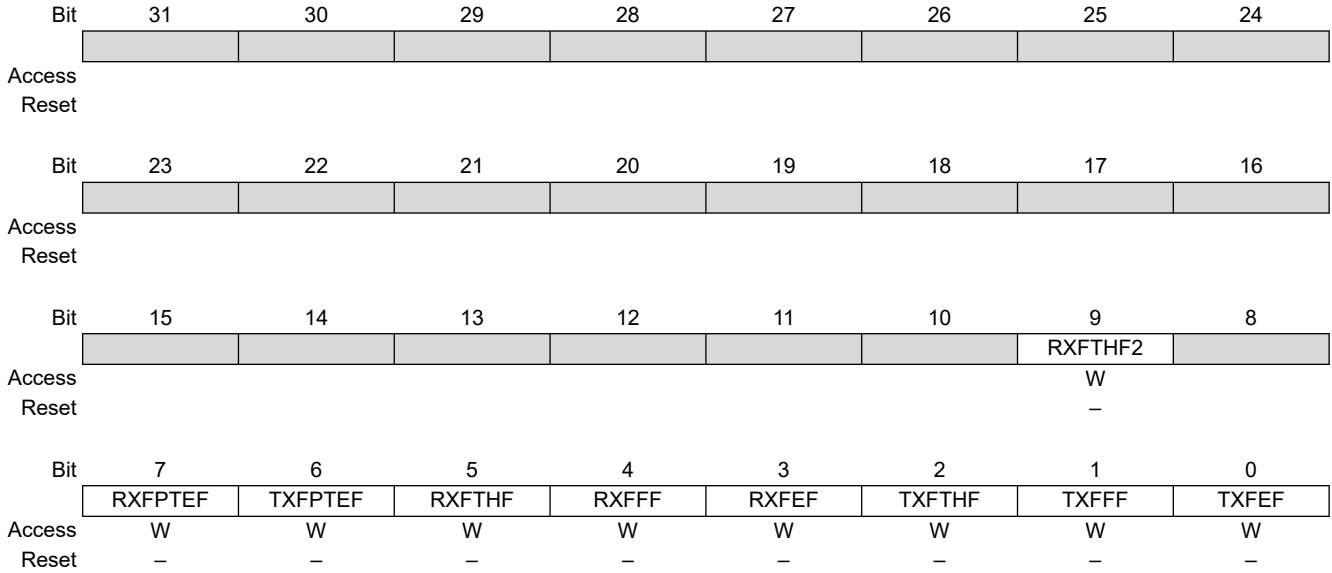 Bit 31 30 29 28 27 26 25 24
Access
Reset
Bit 23 22 21 20 19 18 17 16
Access
Reset
Bit 15 14 13 12 11 10 9 8
RXFTHF2
Access W
Reset –
Bit 7 6 5 4 3 2 1 0
RXFPTEF TXFPTEF RXFTHF RXFFF RXFEF TXFTHF TXFFF TXFEF
Access W W W W W W W W
Reset – – – – – – – –